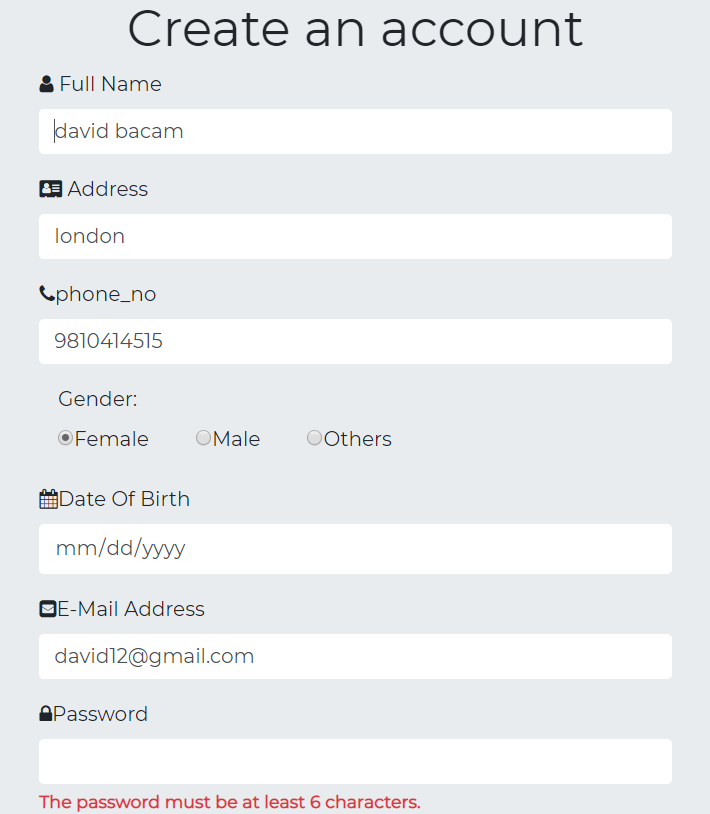 Create an account
Full Name
david bacam
Address
london
phone_no
9810414515
Gender:
Female Male Others
Date Of Birth
mm/dd/yyyy
E-Mail Address
david12@gmail.com
Password
The password must be at least 6 characters.